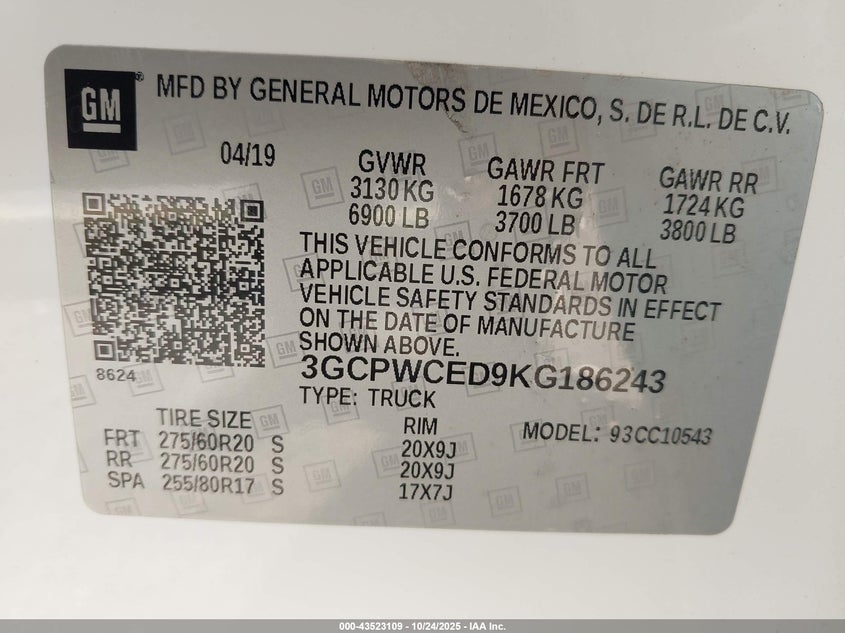 GM
MFD BY GENERAL MOTORS DE MEXICO, S. DE R.L. DE C.V.
04/19
GVWR
3130 KG
6900 LB
GAWR FRT
1678 KG
3700 LB
GAWR RR
1724 KG
3800 LB
THIS VEHICLE CONFORMS TO ALL
APPLICABLE U.S. FEDERAL MOTOR
VEHICLE SAFETY STANDARDS IN EFFECT
ON THE DATE OF MANUFACTURE
SHOWN ABOVE.
8624
3GCPWCED9KG186243
TYPE: TRUCK
TIRE SIZE
RIM
MODEL: 93CC10543
FRT 275/60R20 S 20X9J
RR 275/60R20 S 20X9J
SPA 255/80R17 S 17X7J
000-43523109 - 10/24/2025 - IAA Inc.